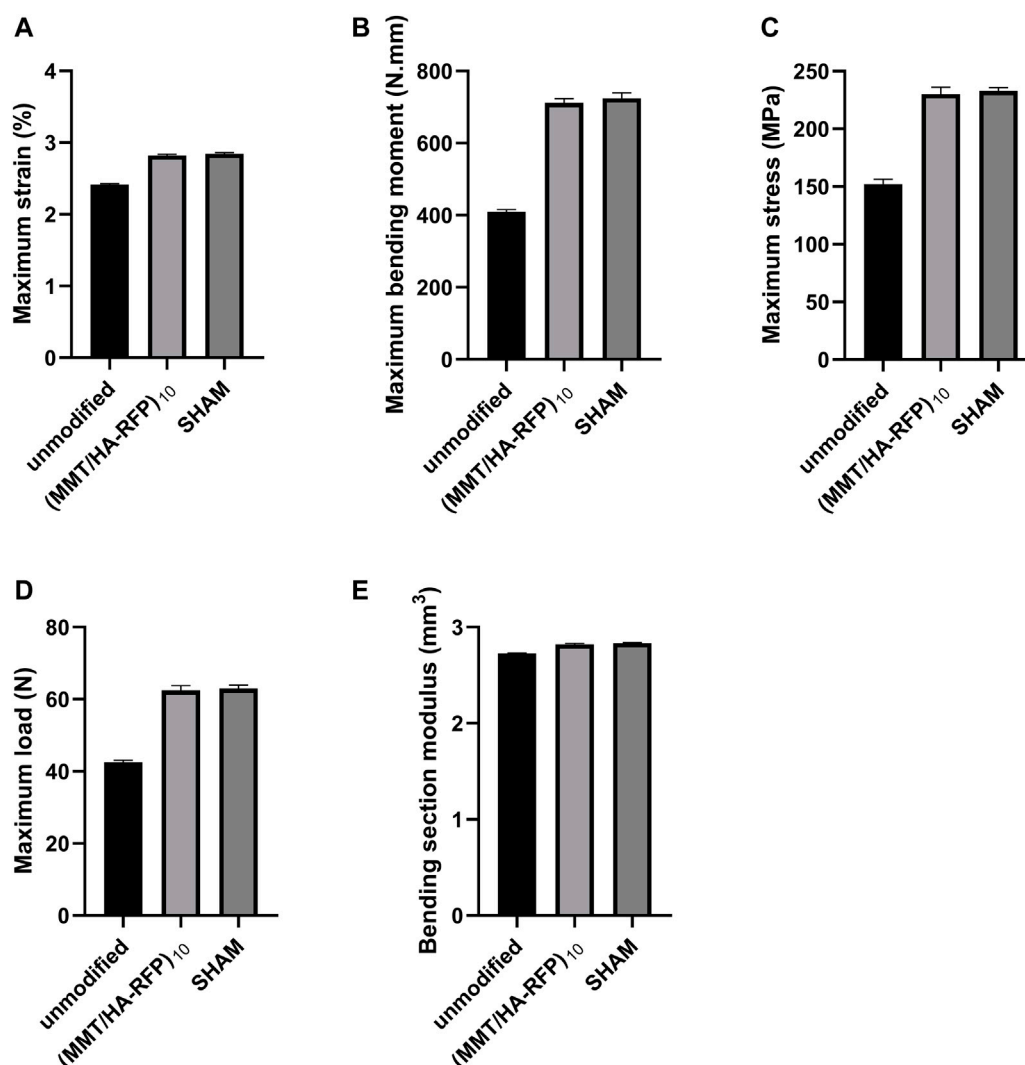 A
Maximum strain (%)
4
3
2
1
0
unmodified
(MMT/HA-RFP)₁₀
SHAM
B
Maximum bending moment (N.mm)
800
600
400
200
0
unmodified
(MMT/HA-RFP)₁₀
SHAM
C
Maximum stress (MPa)
250
200
150
100
50
0
unmodified
(MMT/HA-RFP)₁₀
SHAM
D
Maximum load (N)
80
60
40
20
0
unmodified
(MMT/HA-RFP)₁₀
SHAM
E
Bending section modulus (mm³)
3
2
1
0
unmodified
(MMT/HA-RFP)₁₀
SHAM